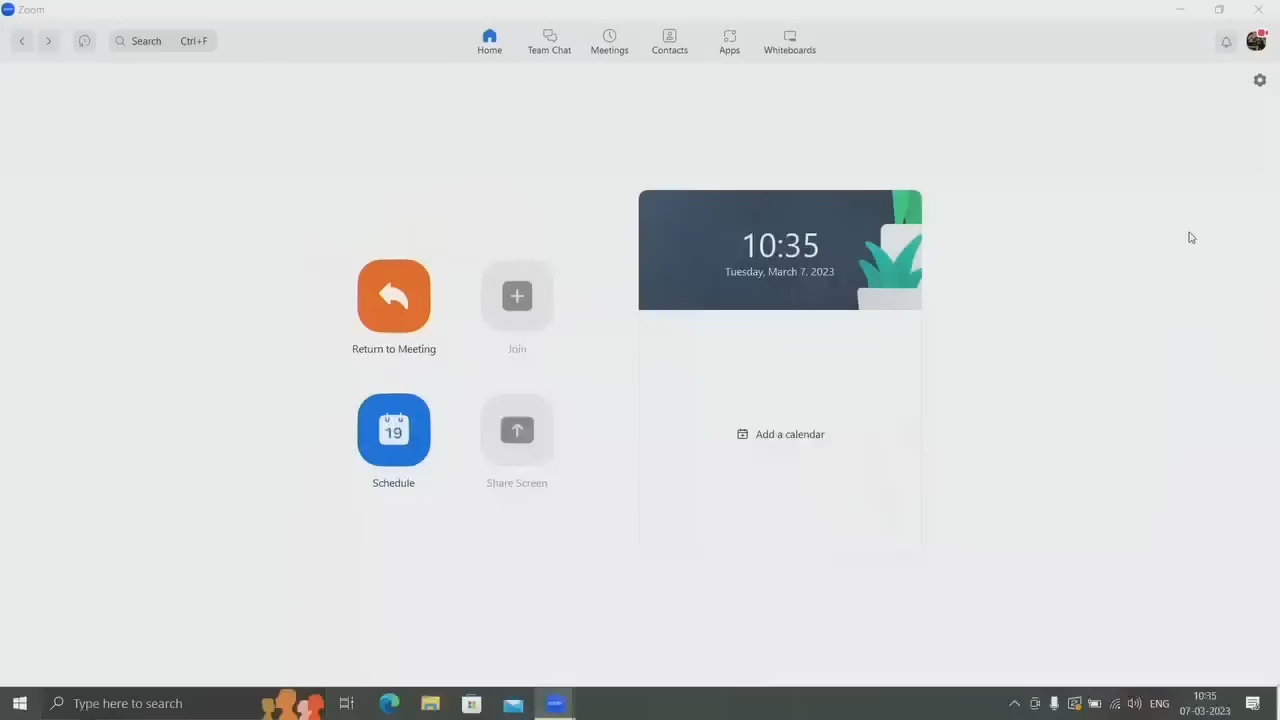 Zoom
Search Ctrl+F
Home
Team Chat
Meetings
Contacts
Apps
Whiteboards
10:35
Tuesday, March 7, 2023
Return to Meeting
Join
19
Schedule
Share Screen
Add a calendar
Type here to search
zoom
ENG
10:35
07-03-2023